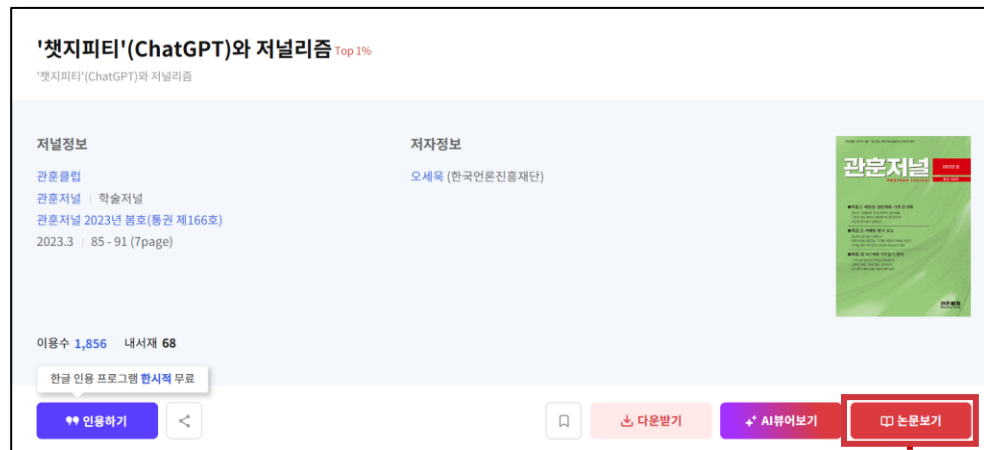 '챗지피티'(ChatGPT)와 저널리즘 Top 1%
'챗지피티'(ChatGPT)와 저널리즘
저널정보
관훈클럽
관훈저널 | 학술저널
관훈저널 2023년 봄호(통권 제166호)
2023.3 | 85 - 91 (7page)
저자정보
오세욱 (한국언론진흥재단)
관훈저널
관훈클럽
이용수 1,856 내서재 68
한글 인용 프로그램 한시적 무료
인용하기
다운받기
AI뷰어보기
논문보기